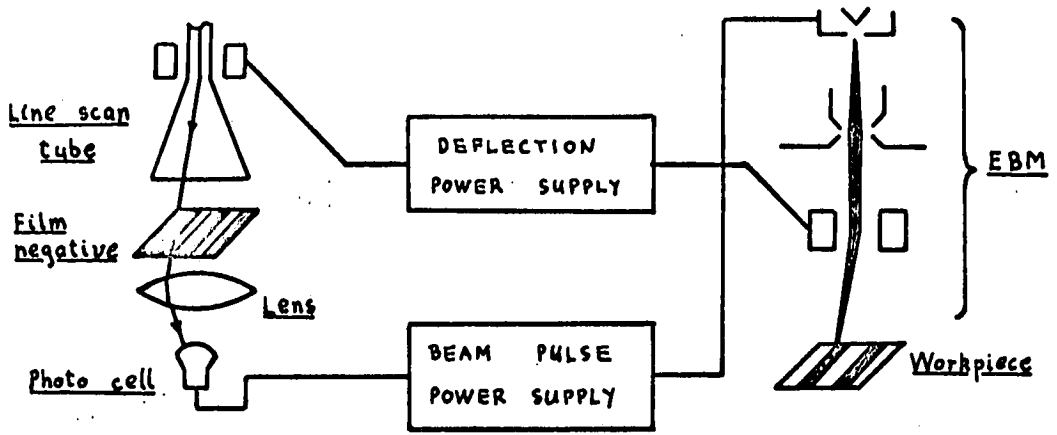 Line scan
tube
Film
negative
Lens
Photo cell
DEFLECTION
POWER SUPPLY
BEAM PULSE
POWER SUPPLY
EBM
Workpiece